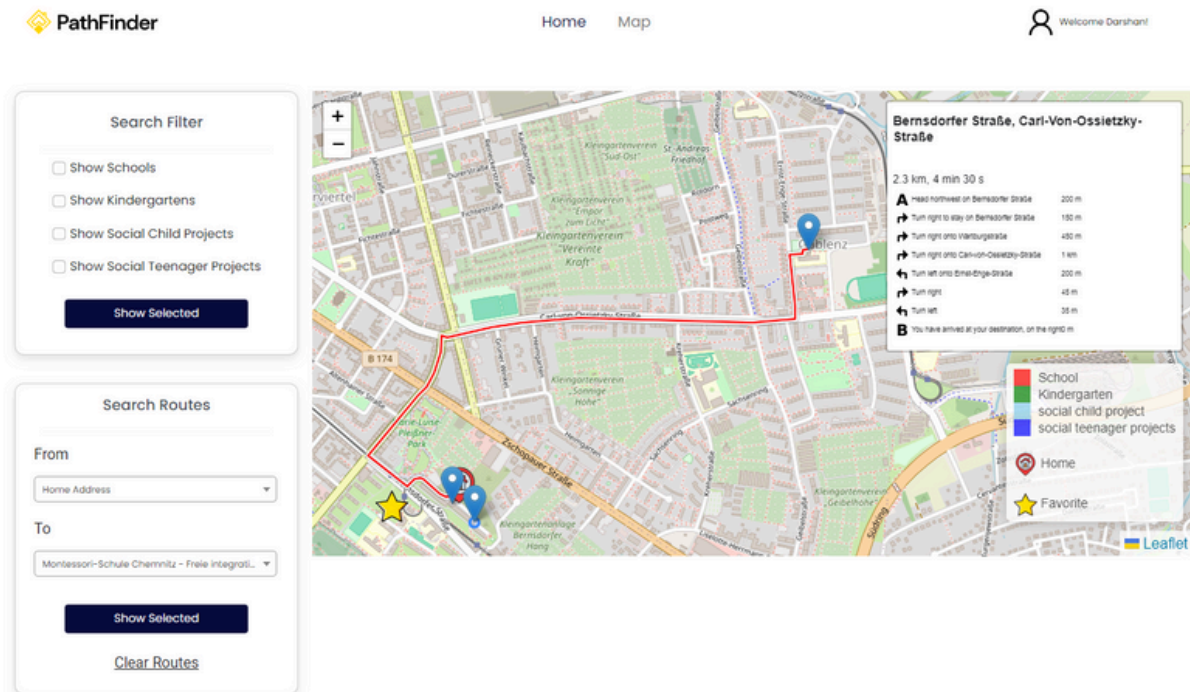 PathFinder
Home Map
Welcome Darshan!
Search Filter
Show Schools
Show Kindergartens
Show Social Child Projects
Show Social Teenager Projects
Show Selected
Search Routes
From
Home Address
To
Montessori-Schule Chemnitz - Freie integrati...
Show Selected
Clear Routes
+
−
Kleingartenverein
"Süd-Ost"
St.-Andreas-
Friedhof
Kleingartenverein
"Empor
zum Licht"
Kleingartenverein
"Vereinte
Kraft"
Carl-von-Ossietzky-Straße
B 174
Kleingartenverein
"Sonnige
Höhe"
Zschopauer Straße
Kleingartenanlage
Bernsdorfer
Hang
Kleingartenverein
"Geibelhöhe"
Südring
Bernsdorfer Straße, Carl-Von-Ossietzky-
Straße
2.3 km, 4 min 30 s
A Head northwest on Bernsdorfer Straße 200 m
Turn right to stay on Bernsdorfer Straße 150 m
Turn right onto Wartburgstraße 450 m
Turn right onto Carl-von-Ossietzky-Straße 1 km
Turn left onto Ernst-Enge-Straße 200 m
Turn right 45 m
Turn left 35 m
B You have arrived at your destination, on the right 0 m
School
Kindergarten
social child project
social teenager projects
Home
Favorite
Leaflet